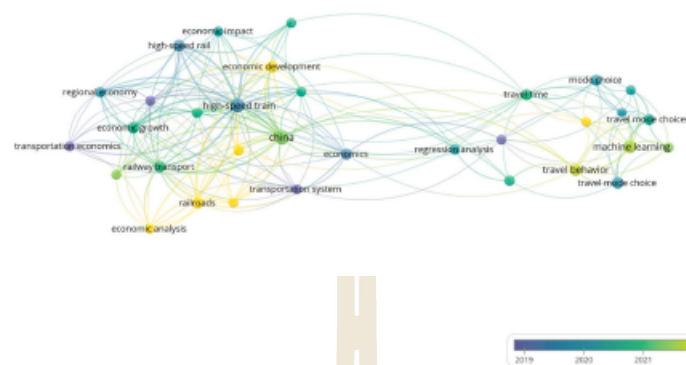 economic impact
high-speed rail
economic development
regional economy
high-speed train
travel time
mode choice
economic growth
travel mode choices
china
transportation economics
economics
regression analysis
machine learning
railway transport
travel behavior
transportation system
travel-mode choice
railroads
economic analysis
2019 2020 2021